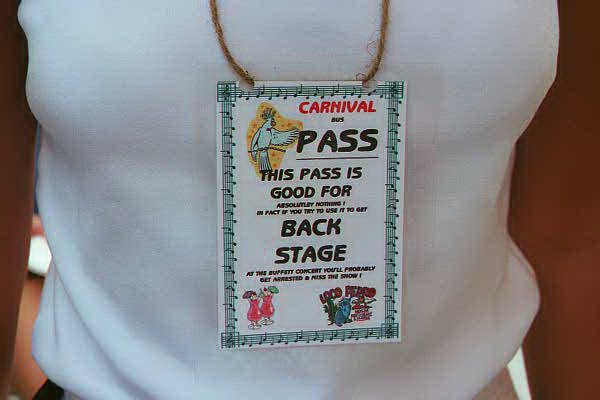 CARNIVAL
BUS
PASS
THIS PASS IS
GOOD FOR
ABSOLUTLEY NOTHING !
IN FACT IF YOU TRY TO USE IT TO GET
BACK
STAGE
AT THE BUFFETT CONCERT YOU'LL PROBABLY
GET ARRESTED & MISS THE SHOW !
LOCO PEDRO